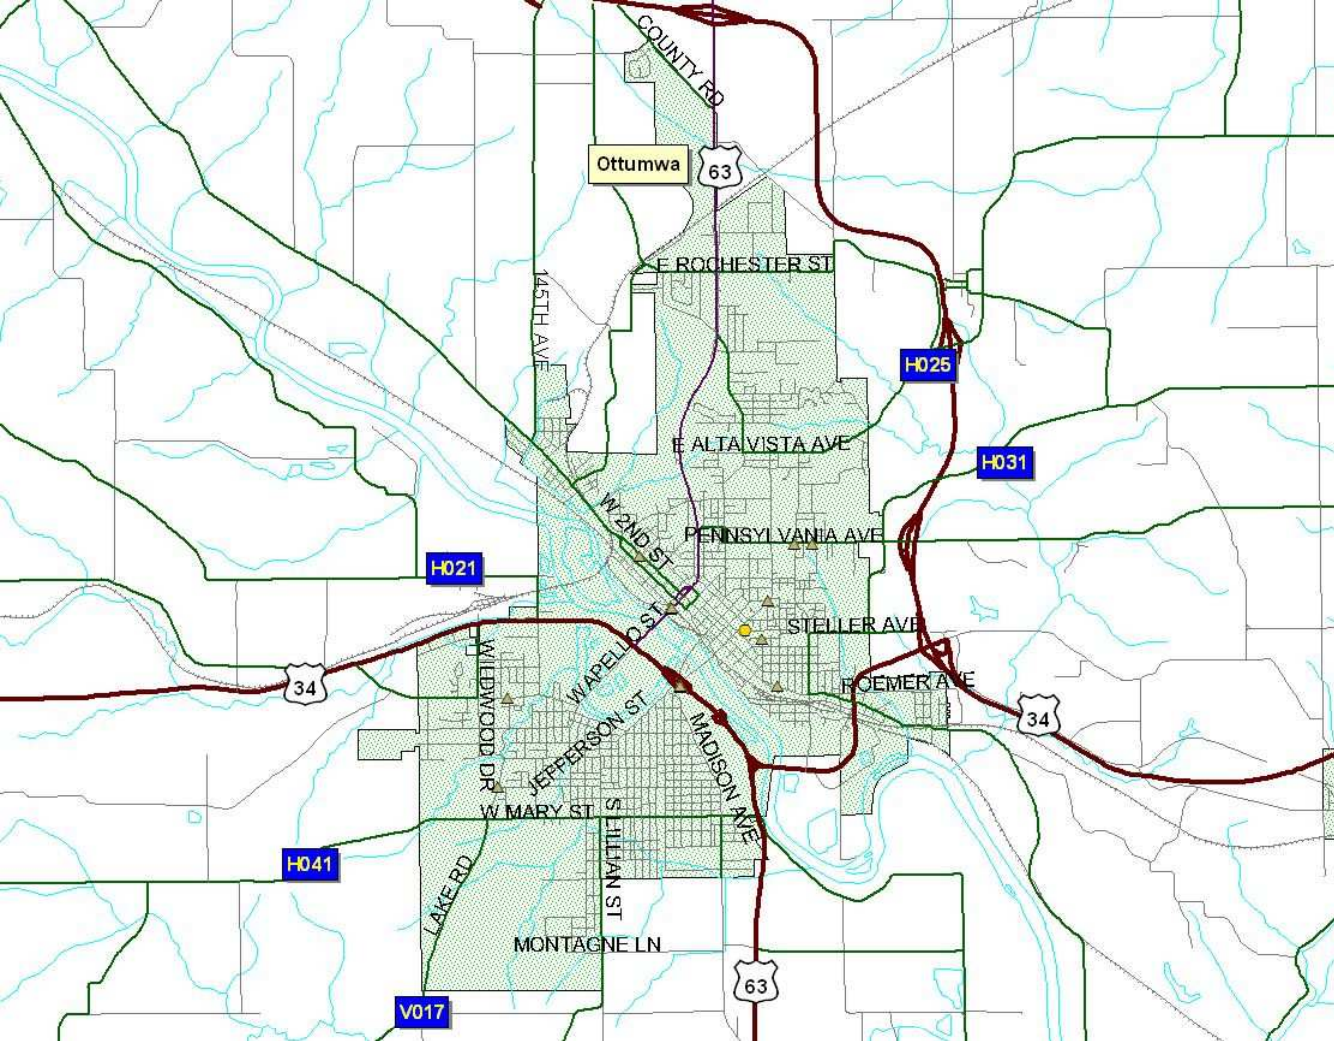 COUNTY RD
Ottumwa
63
E ROCHESTER ST
145TH AVE
H025
E ALTA VISTA AVE
H031
W 2ND ST
PENNSYLVANIA AVE
H021
WAPELLO ST
STELLER AVE
WILDWOOD DR
34
ROEMER AVE
34
JEFFERSON ST
MADISON AVE
W MARY ST
S LILLIAN ST
H041
LAKE RD
MONTAGNE LN
63
V017